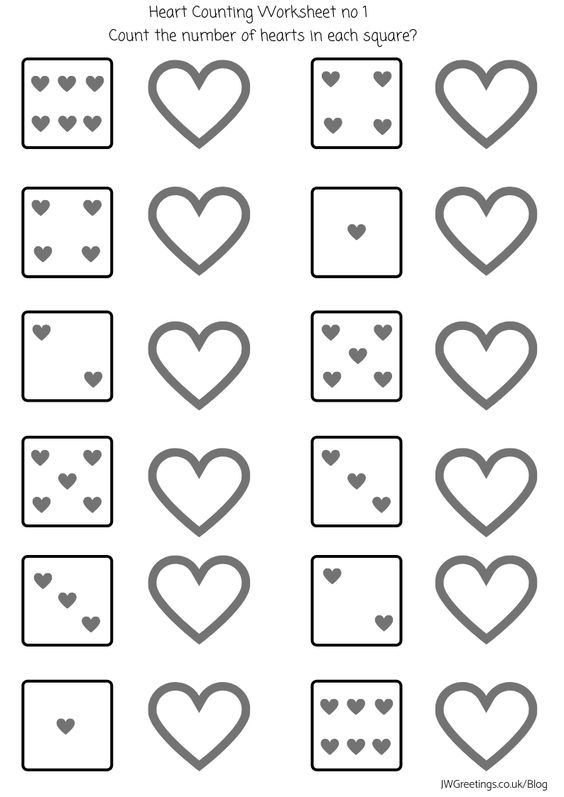 Heart Counting Worksheet no 1
Count the number of hearts in each square?
JWGreetings.co.uk/Blog